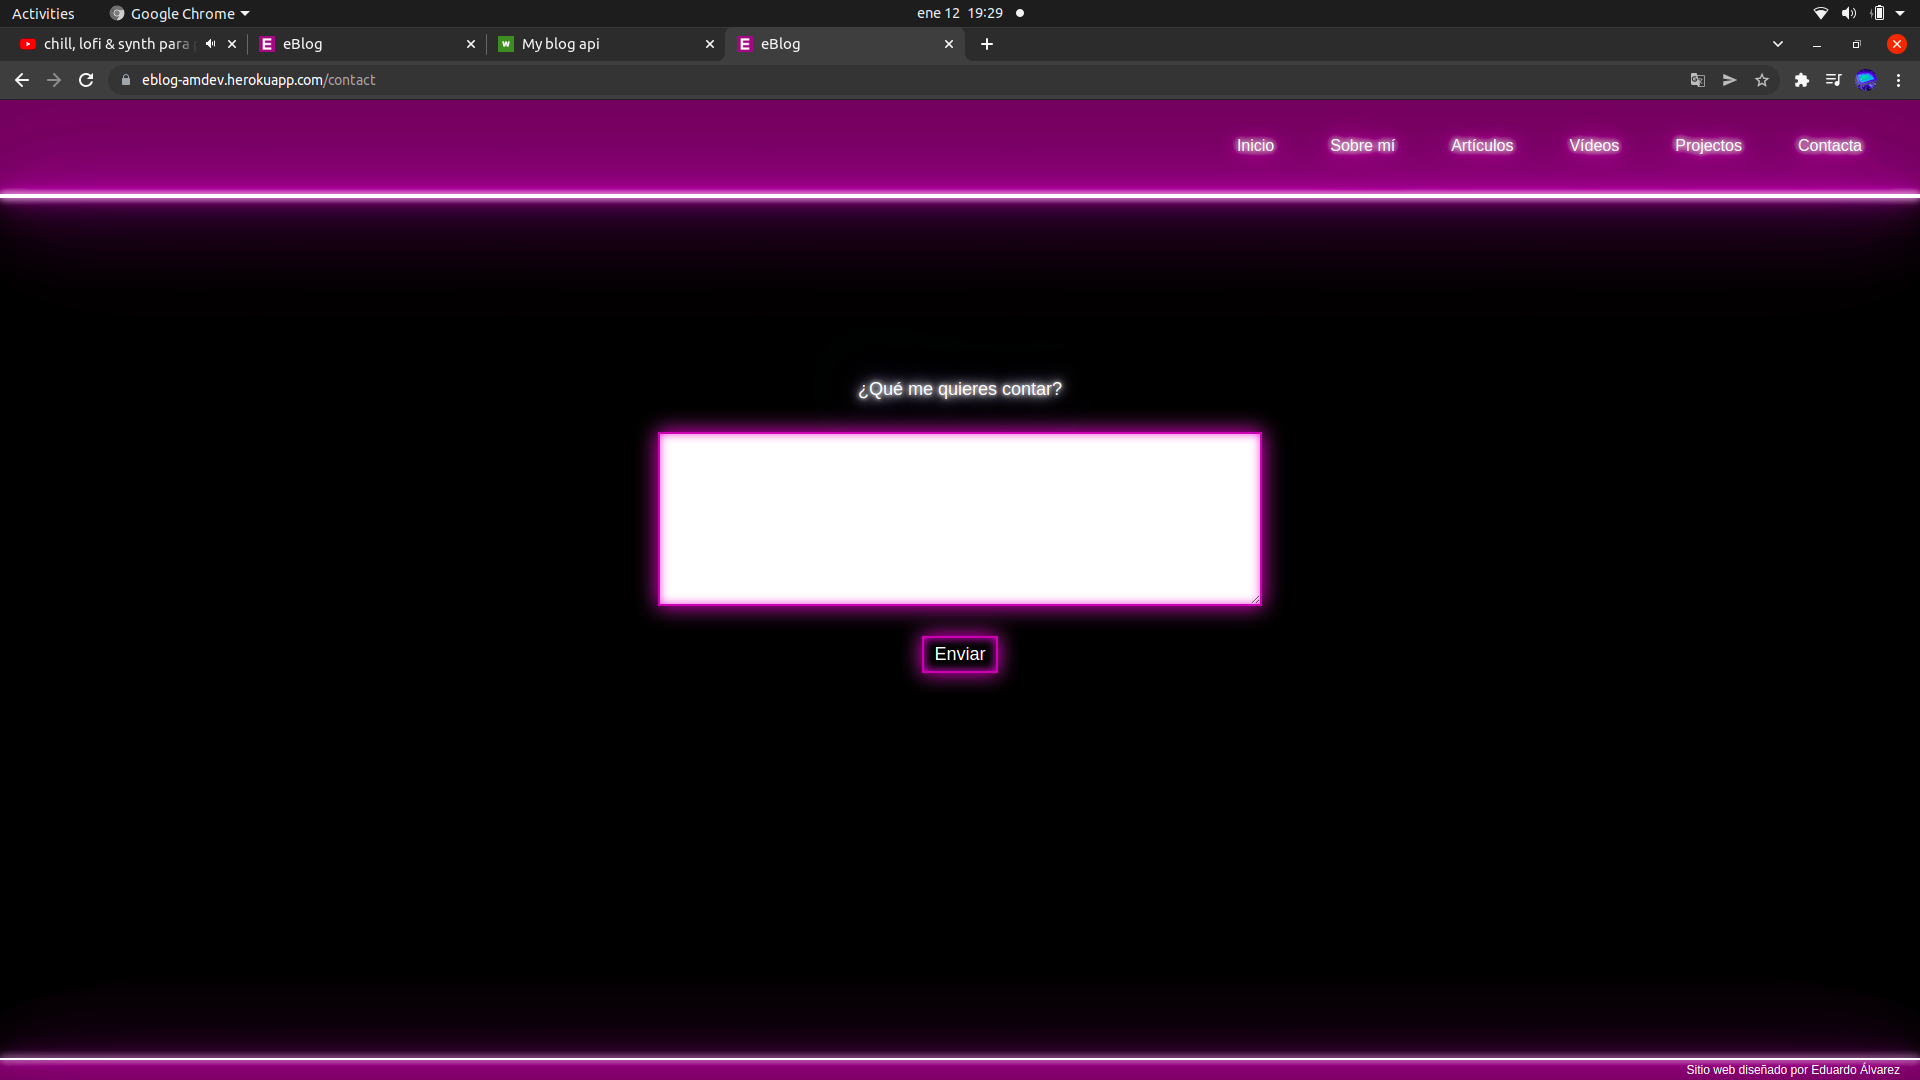 Activities Google Chrome ene 12 19:29
chill, lofi & synth para eBlog My blog api eBlog
eblog-amdev.herokuapp.com/contact
Inicio Sobre mí Artículos Vídeos Projectos Contacta
¿Qué me quieres contar?
Enviar
Sitio web diseñado por Eduardo Álvarez